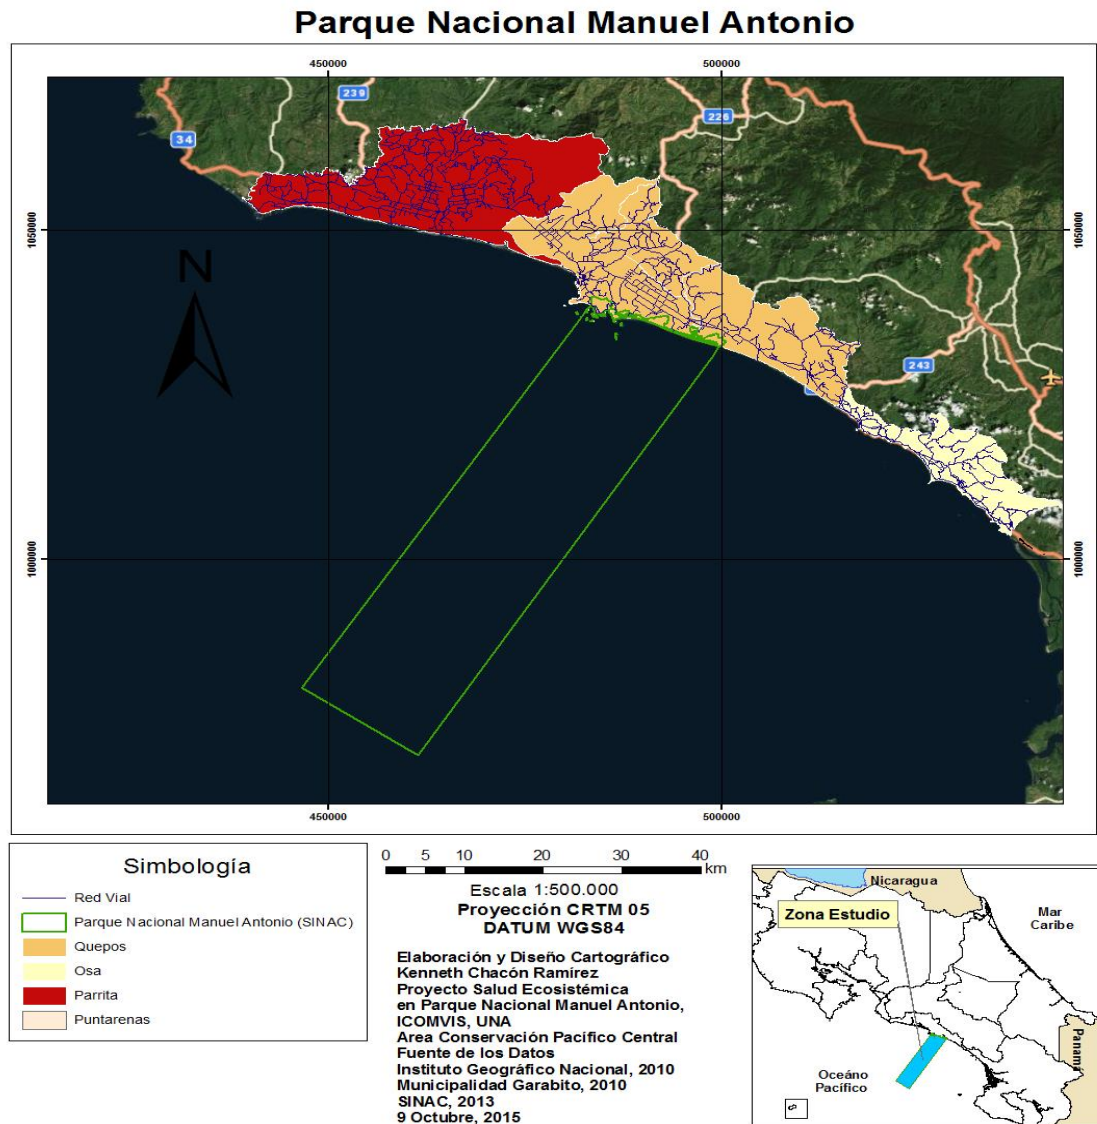 Parque Nacional Manuel Antonio
450000
500000
239
34
226
N
1050000
1050000
243
1000000
1000000
450000
500000
Simbología
Red Vial
Parque Nacional Manuel Antonio (SINAC)
Quepos
Osa
Parrita
Puntarenas
0 5 10 20 30 40
km
Escala 1:500.000
Proyección CRTM 05
DATUM WGS84
Elaboración y Diseño Cartográfico
Kenneth Chacón Ramírez
Proyecto Salud Ecosistémica
en Parque Nacional Manuel Antonio,
ICOMVIS, UNA
Area Conservación Pacífico Central
Fuente de los Datos
Instituto Geográfico Nacional, 2010
Municipalidad Garabito, 2010
SINAC, 2013
9 Octubre, 2015
Nicaragua
Zona Estudio
Mar
Caribe
Panamá
Oceáno
Pacífico